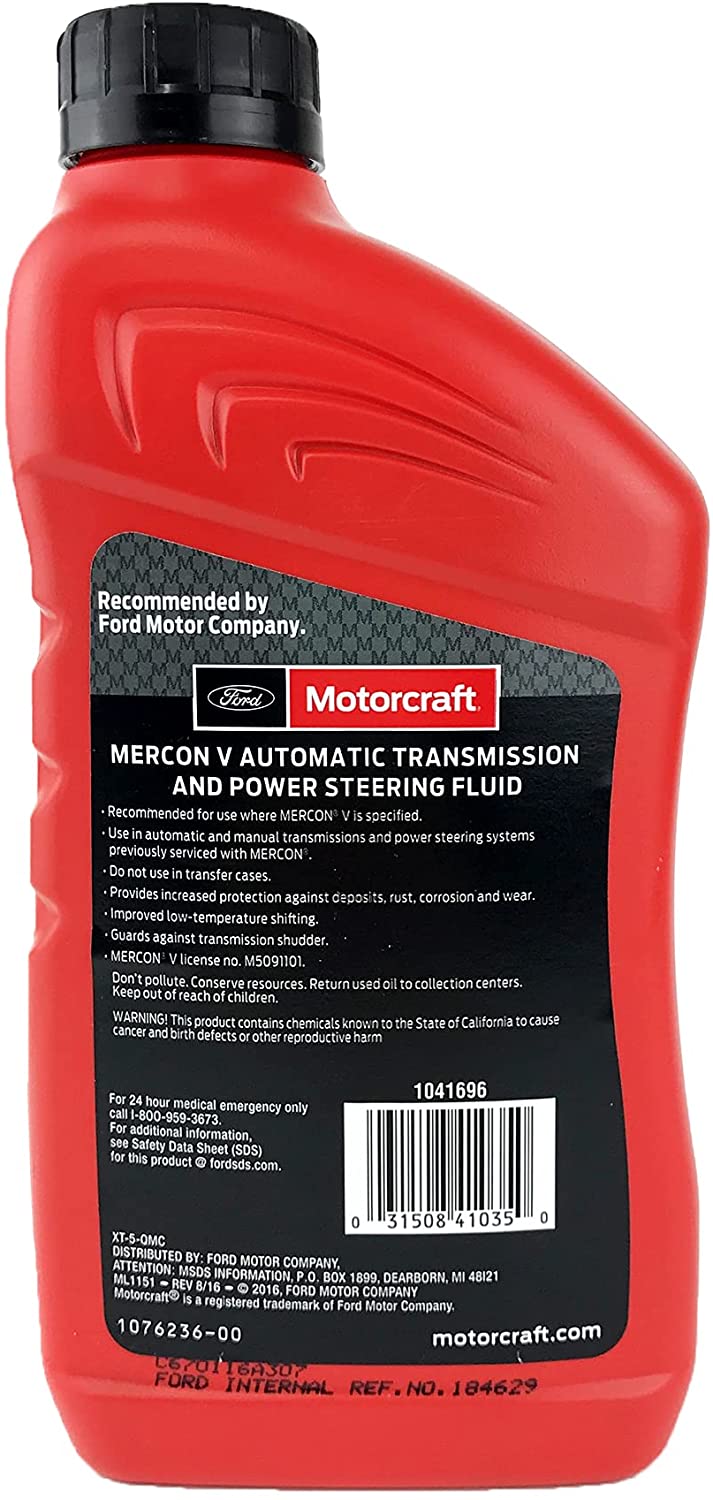 Recommended by
Ford Motor Company.
Ford Motorcraft®
MERCON V AUTOMATIC TRANSMISSION
AND POWER STEERING FLUID
· Recommended for use where MERCON® V is specified.
· Use in automatic and manual transmissions and power steering systems
previously serviced with MERCON®.
· Do not use in transfer cases.
· Provides increased protection against deposits, rust, corrosion and wear.
· Improved low-temperature shifting.
· Guards against transmission shudder.
· MERCON® V license no. M5091101.
Don't pollute. Conserve resources. Return used oil to collection centers.
Keep out of reach of children.
WARNING! This product contains chemicals known to the State of California to cause
cancer and birth defects or other reproductive harm
For 24 hour medical emergency only
call 1-800-959-3673.
For additional information,
see Safety Data Sheet (SDS)
for this product @ fordsds.com.
1041696
0 31508 41035 0
XT-5-QMC
DISTRIBUTED BY: FORD MOTOR COMPANY,
ATTENTION: MSDS INFORMATION, P.O. BOX 1899, DEARBORN, MI 48121
ML1151 – REV 8/16 – © 2016, FORD MOTOR COMPANY
Motorcraft® is a registered trademark of Ford Motor Company.
1076236-00
motorcraft.com
C670116A307
FORD INTERNAL REF.NO.184629